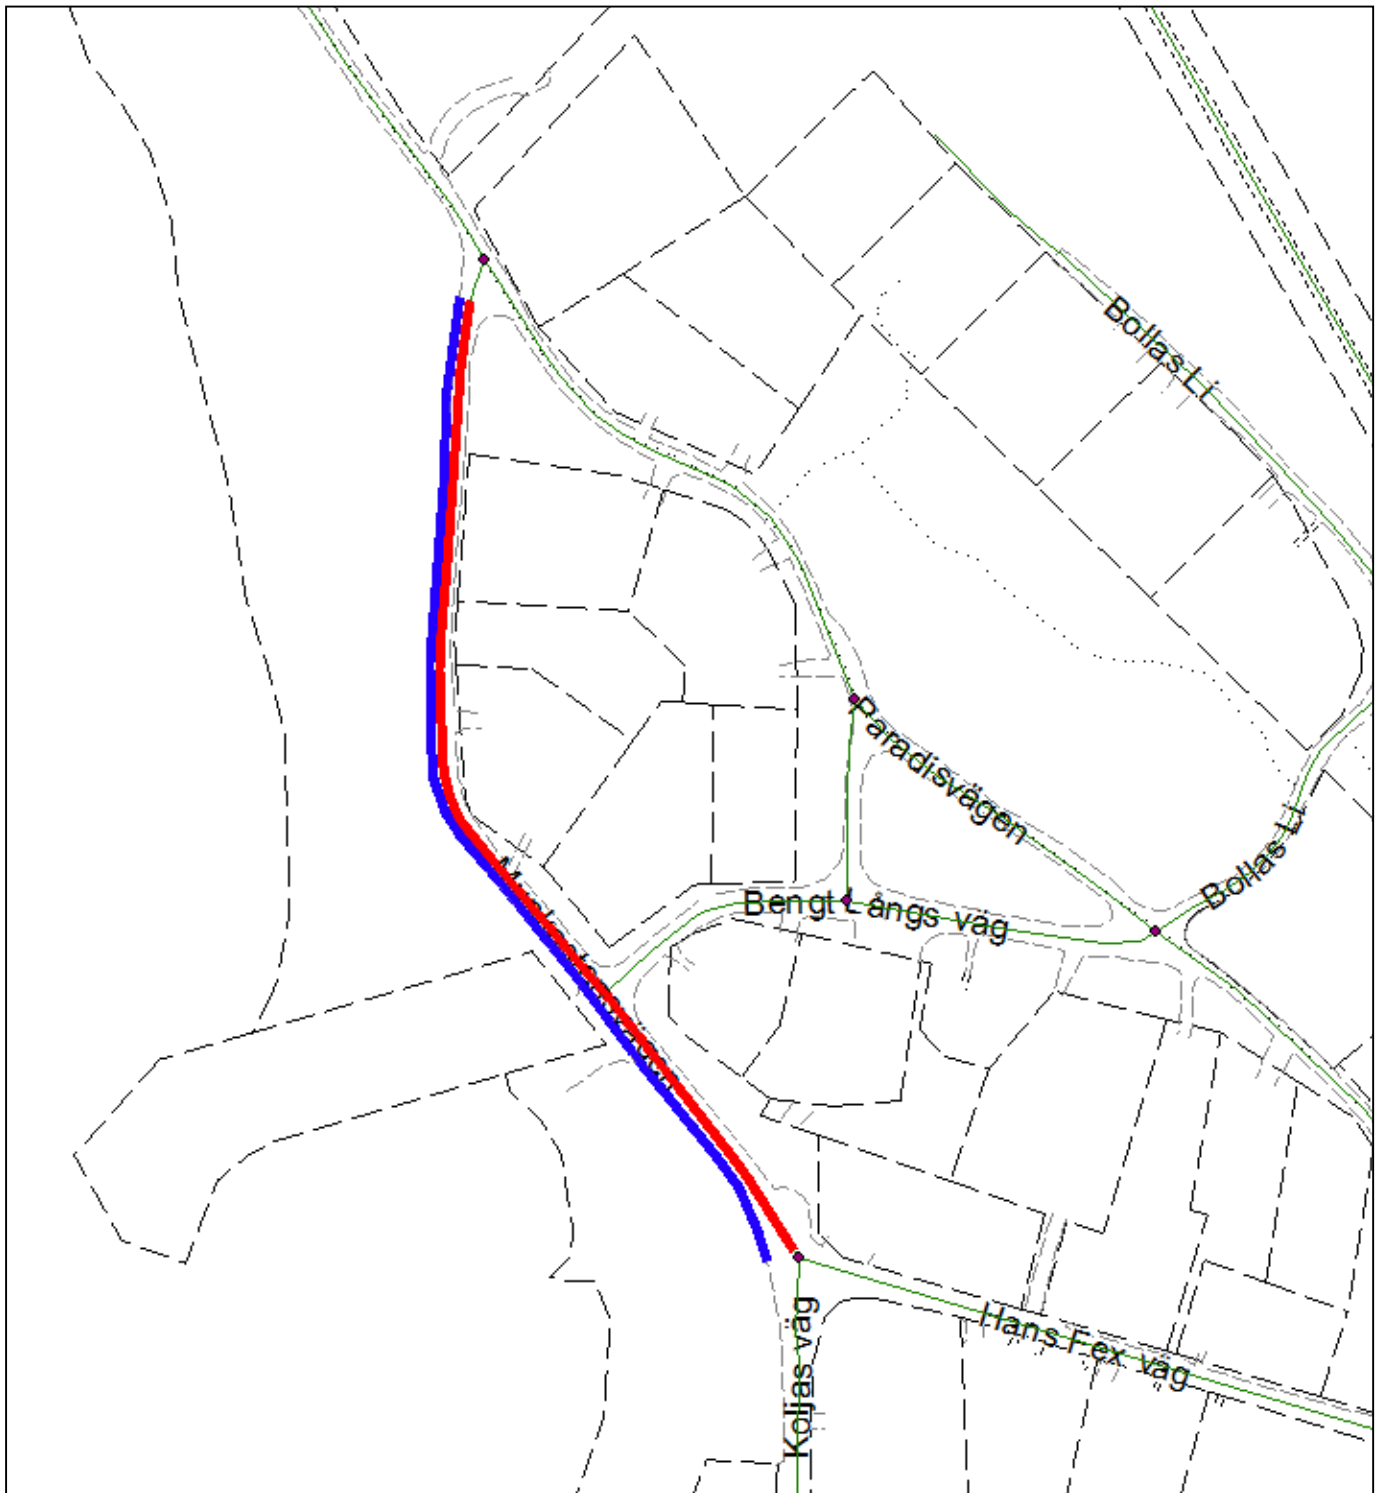 Bollas Li
Paradisvägen
Bollas Li
Bengt Långs väg
Hans Fex väg
Koljas väg